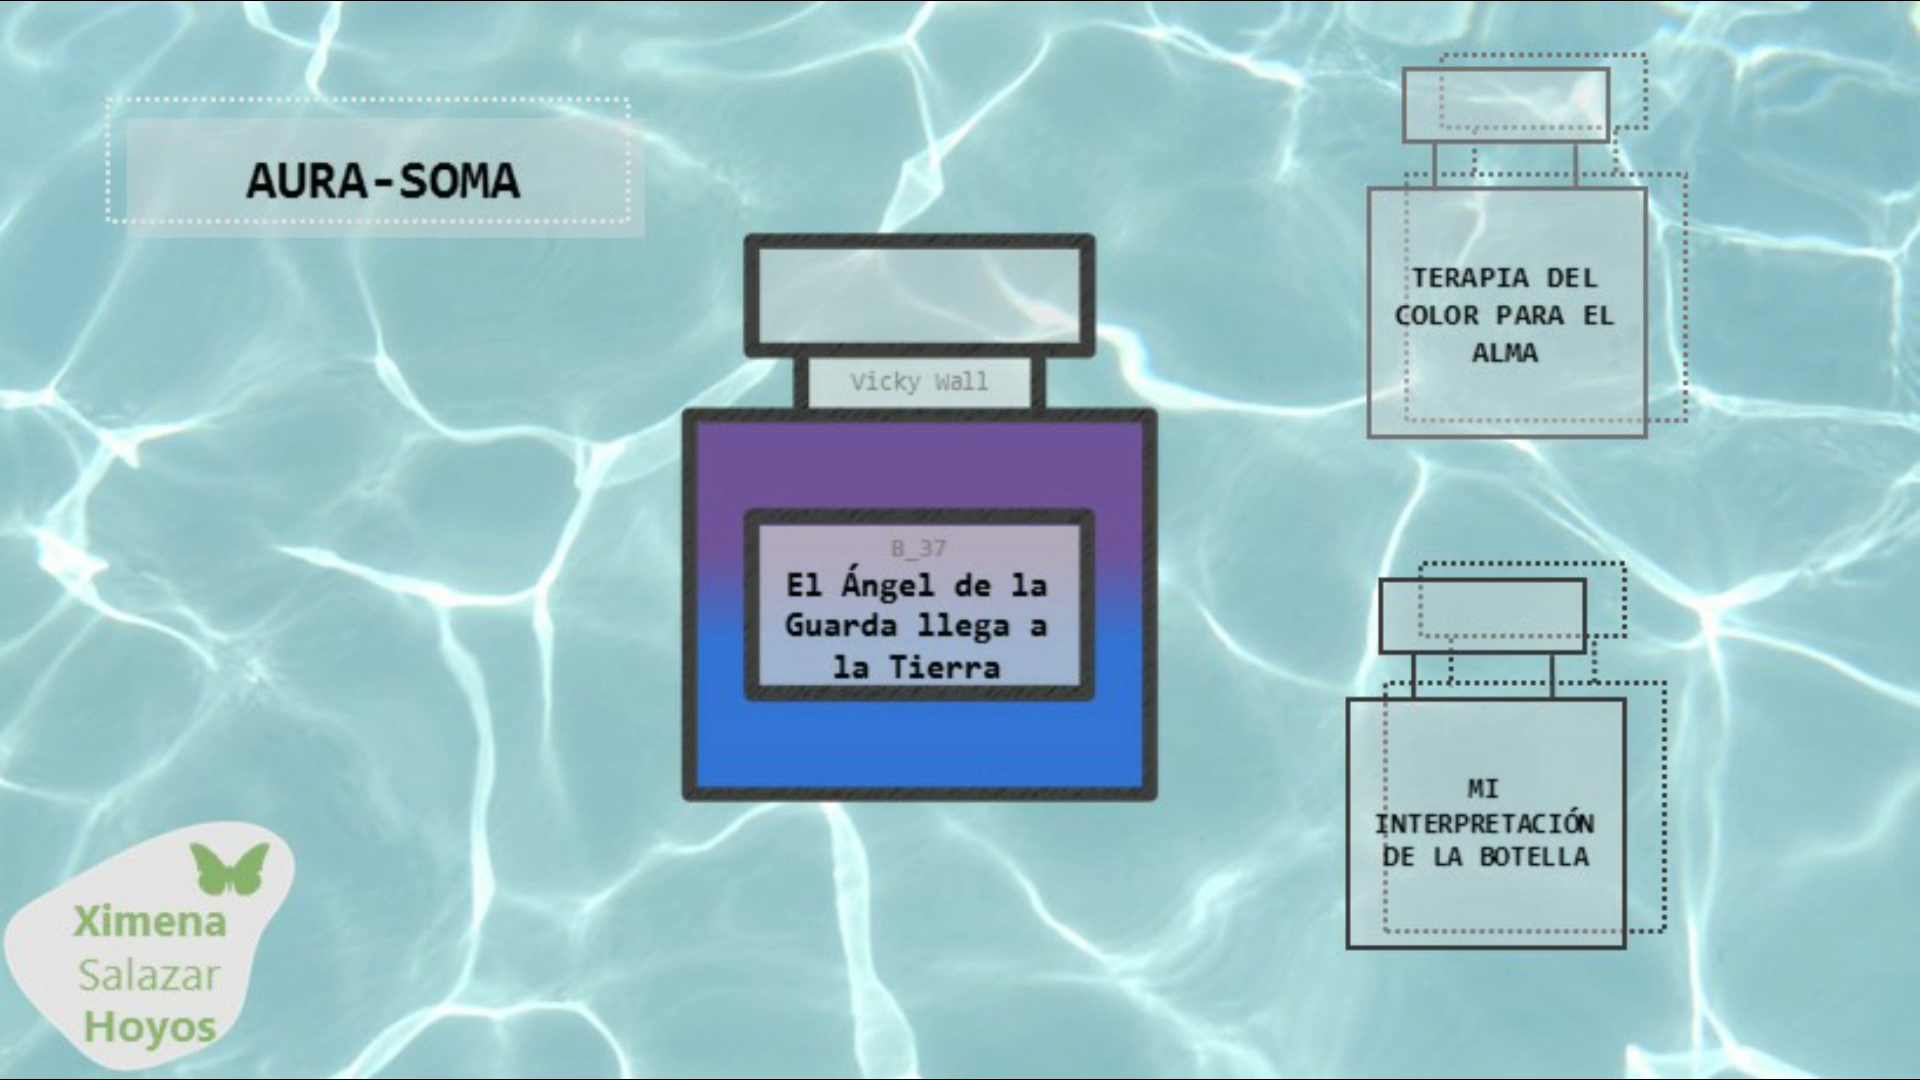 AURA-SOMA
Vicky Wall
B_37
El Ángel de la
Guarda llega a
la Tierra
TERAPIA DEL
COLOR PARA EL
ALMA
MI
INTERPRETACIÓN
DE LA BOTELLA
Ximena
Salazar
Hoyos